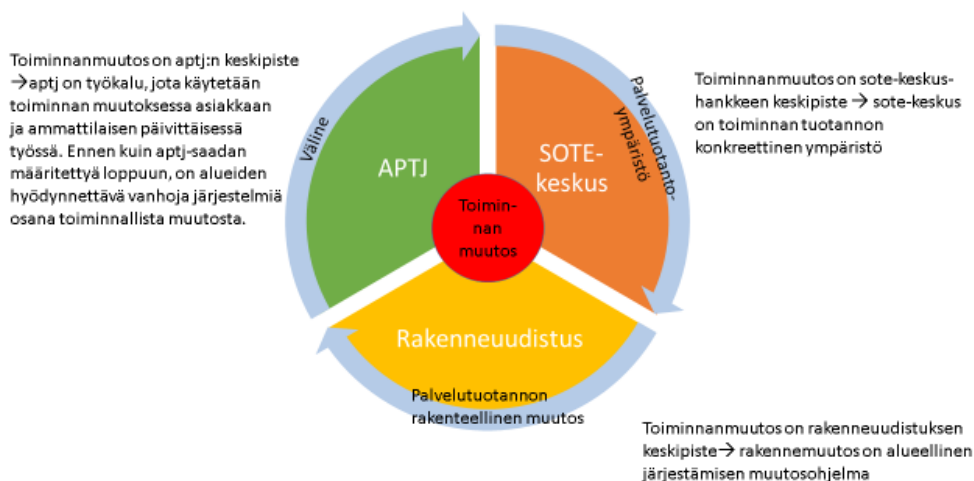 Toiminnanmuutos on aptj:n keskipiste
→aptj on työkalu, jota käytetään
toiminnan muutoksessa asiakkaan
ja ammattilaisen päivittäisessä
työssä. Ennen kuin aptj-saadan
määritettyä loppuun, on alueiden
hyödynnettävä vanhoja järjestelmiä
osana toiminnallista muutosta.
Väline
APTJ
SOTE-
keskus
Palvelutuotanto-
ympäristö
Toimin-
nan
muutos
Rakenneuudistus
Palvelutuotannon
rakenteellinen muutos
Toiminnanmuutos on sote-keskus-
hankkeen keskipiste → sote-keskus
on toiminnan tuotannon
konkreettinen ympäristö
Toiminnanmuutos on rakenneuudistuksen
keskipiste→ rakennemuutos on alueellinen
järjestämisen muutosohjelma